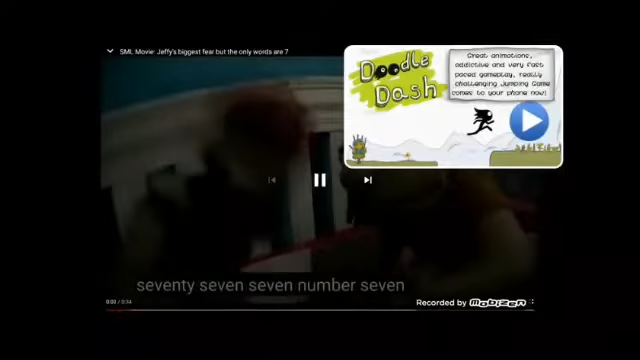 SML Movie: Jeffy's biggest fear but the only words are 7
Doodle
Dash
Great animations,
addictive and very fast
paced gameplay, really
challenging Jumping Game
comes to your phone now!
seventy seven seven number seven
0:00 / 0:34
Recorded by Mobizen